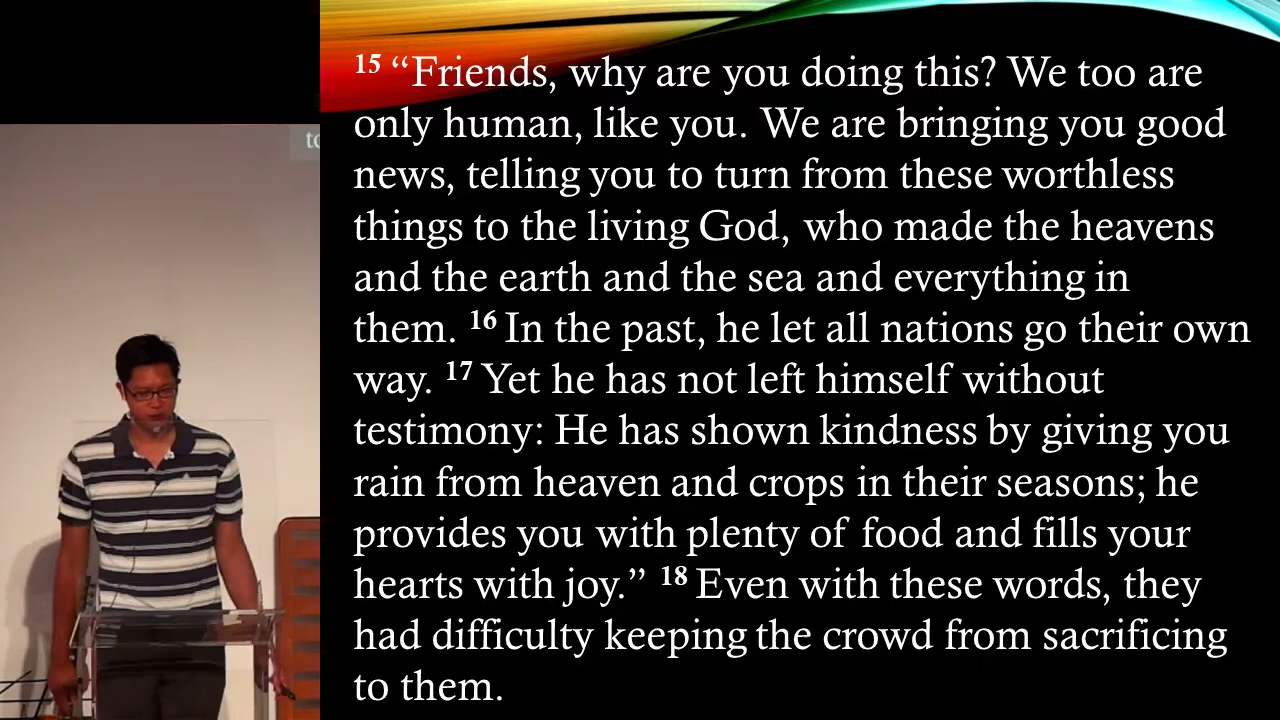 15 “Friends, why are you doing this? We too are
only human, like you. We are bringing you good
news, telling you to turn from these worthless
things to the living God, who made the heavens
and the earth and the sea and everything in
them. 16 In the past, he let all nations go their own
way. 17 Yet he has not left himself without
testimony: He has shown kindness by giving you
rain from heaven and crops in their seasons; he
provides you with plenty of food and fills your
hearts with joy.” 18 Even with these words, they
had difficulty keeping the crowd from sacrificing
to them.